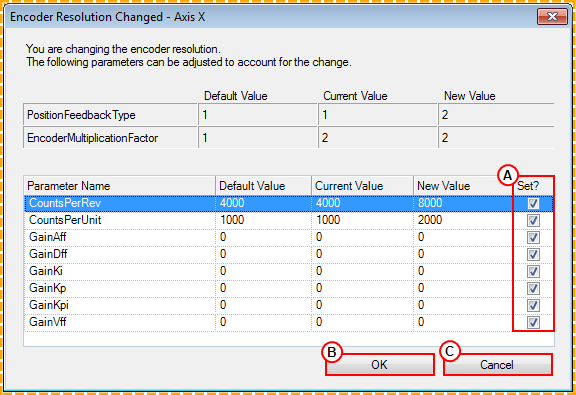 Encoder Resolution Changed - Axis X
You are changing the encoder resolution.
The following parameters can be adjusted to account for the change.
Default Value Current Value New Value
PositionFeedbackType 1 1 2
EncoderMultiplicationFactor 1 2 2
A
Parameter Name Default Value Current Value New Value Set?
CountsPerRev 4000 4000 8000
CountsPerUnit 1000 1000 2000
GainAff 0 0 0
GainDff 0 0 0
GainKi 0 0 0
GainKp 0 0 0
GainKpi 0 0 0
GainVff 0 0 0
B C
OK Cancel